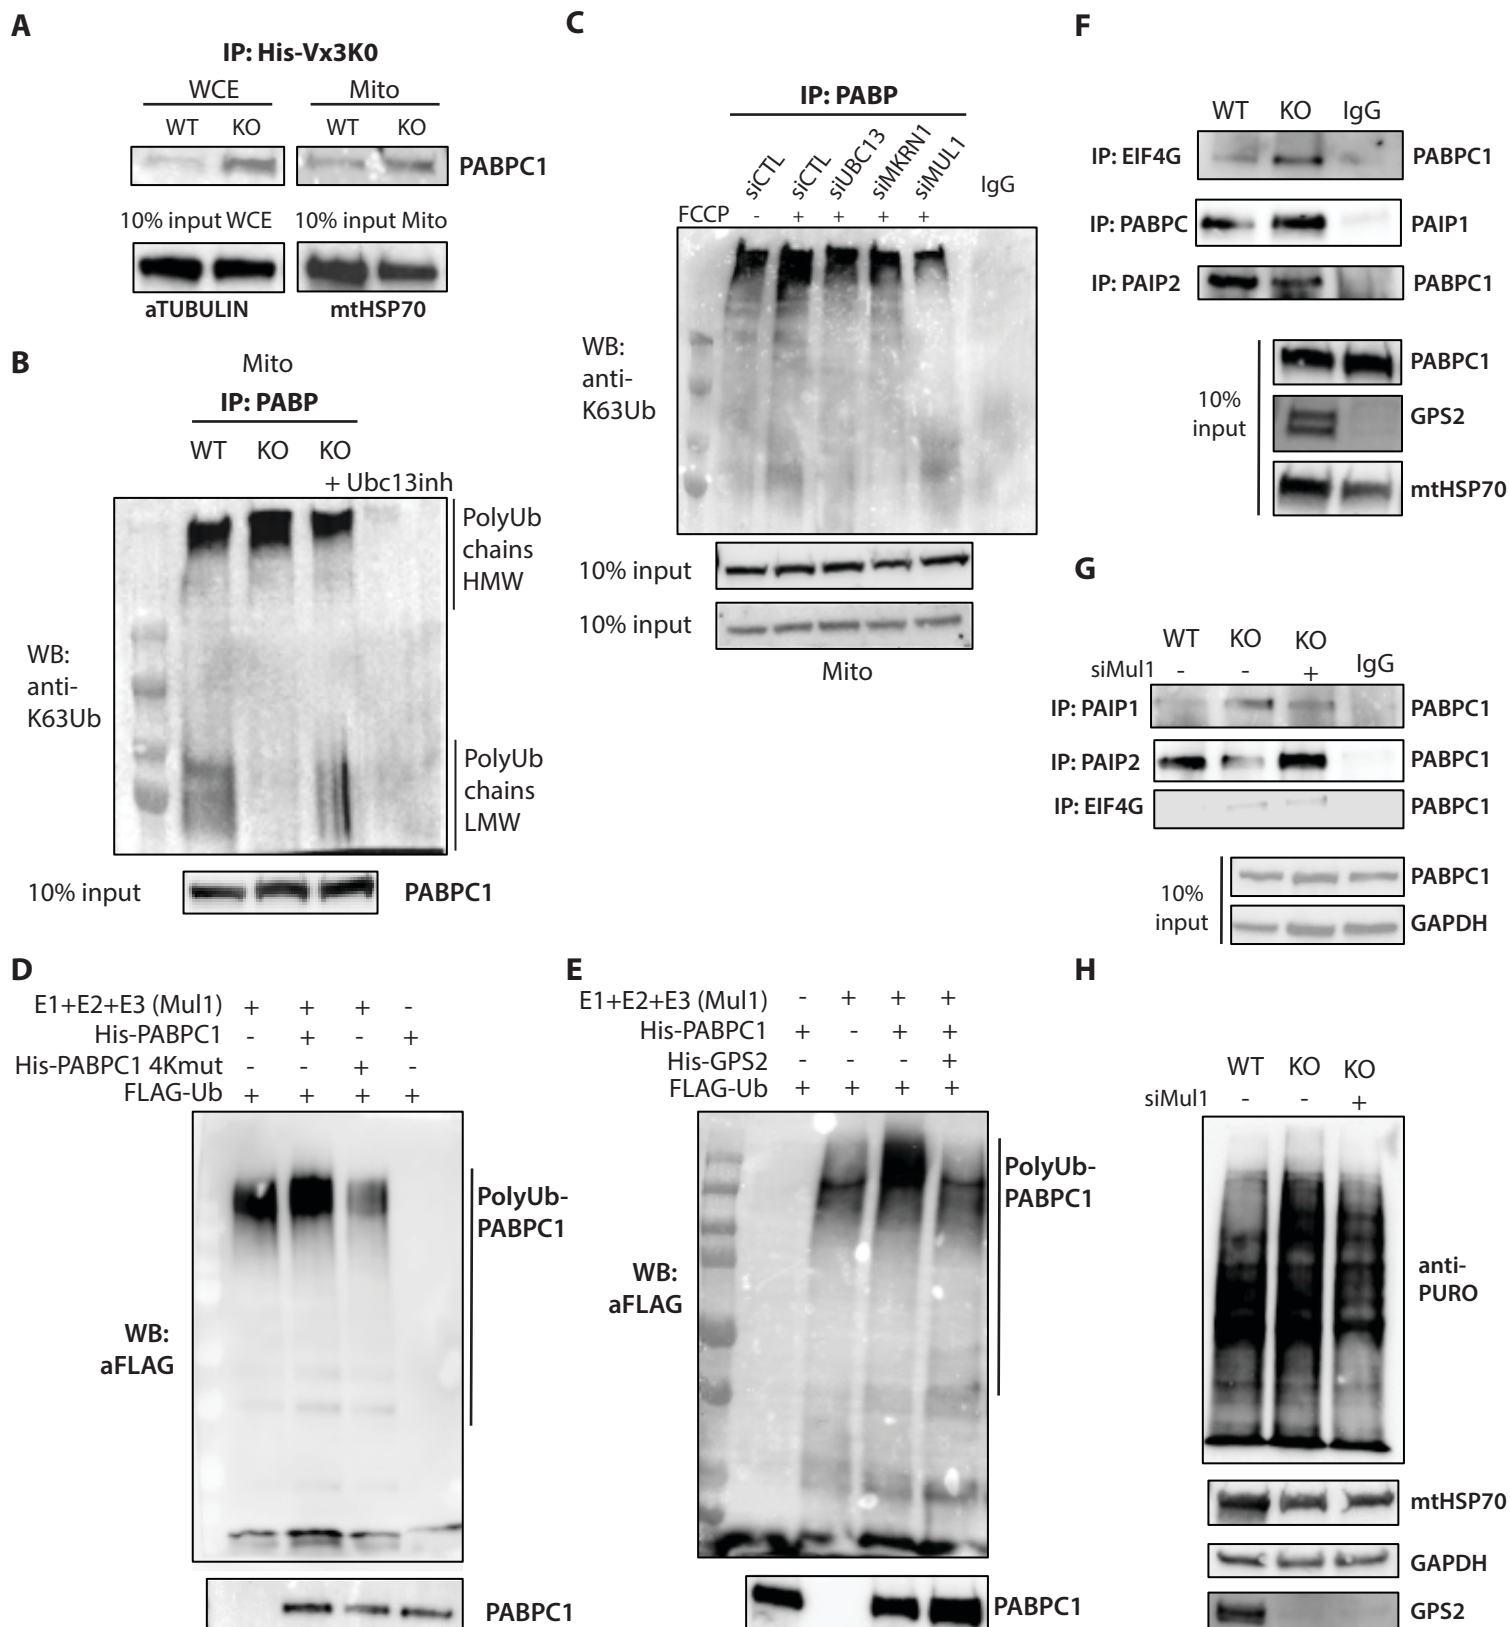 A
IP: His-Vx3K0
WCE Mito
WT KO WT KO
PABPC1
10% input WCE 10% input Mito
aTUBULIN mtHSP70
B
Mito
IP: PABP
WT KO KO
+ Ubc13inh
PolyUb
chains
HMW
WB:
anti-
K63Ub
PolyUb
chains
LMW
10% input PABPC1
C
IP: PABP
siCTL siCTL siUBC13 siMKRN1 siMUL1 IgG
FCCP - + + + +
WB:
anti-
K63Ub
10% input
10% input
Mito
D
E1+E2+E3 (Mul1) + + + -
His-PABPC1 - + - +
His-PABPC1 4Kmut - - + -
FLAG-Ub + + + +
PolyUb-
PABPC1
WB:
aFLAG
PABPC1
E
E1+E2+E3 (Mul1) - + + +
His-PABPC1 + - + +
His-GPS2 - - - +
FLAG-Ub + + + +
PolyUb-
PABPC1
WB:
aFLAG
PABPC1
F
WT KO IgG
IP: EIF4G PABPC1
IP: PABPC PAIP1
IP: PAIP2 PABPC1
10%
input
PABPC1
GPS2
mtHSP70
G
WT KO KO IgG
siMul1 - - +
IP: PAIP1 PABPC1
IP: PAIP2 PABPC1
IP: EIF4G PABPC1
10%
input
PABPC1
GAPDH
H
WT KO KO
siMul1 - - +
anti-
PURO
mtHSP70
GAPDH
GPS2